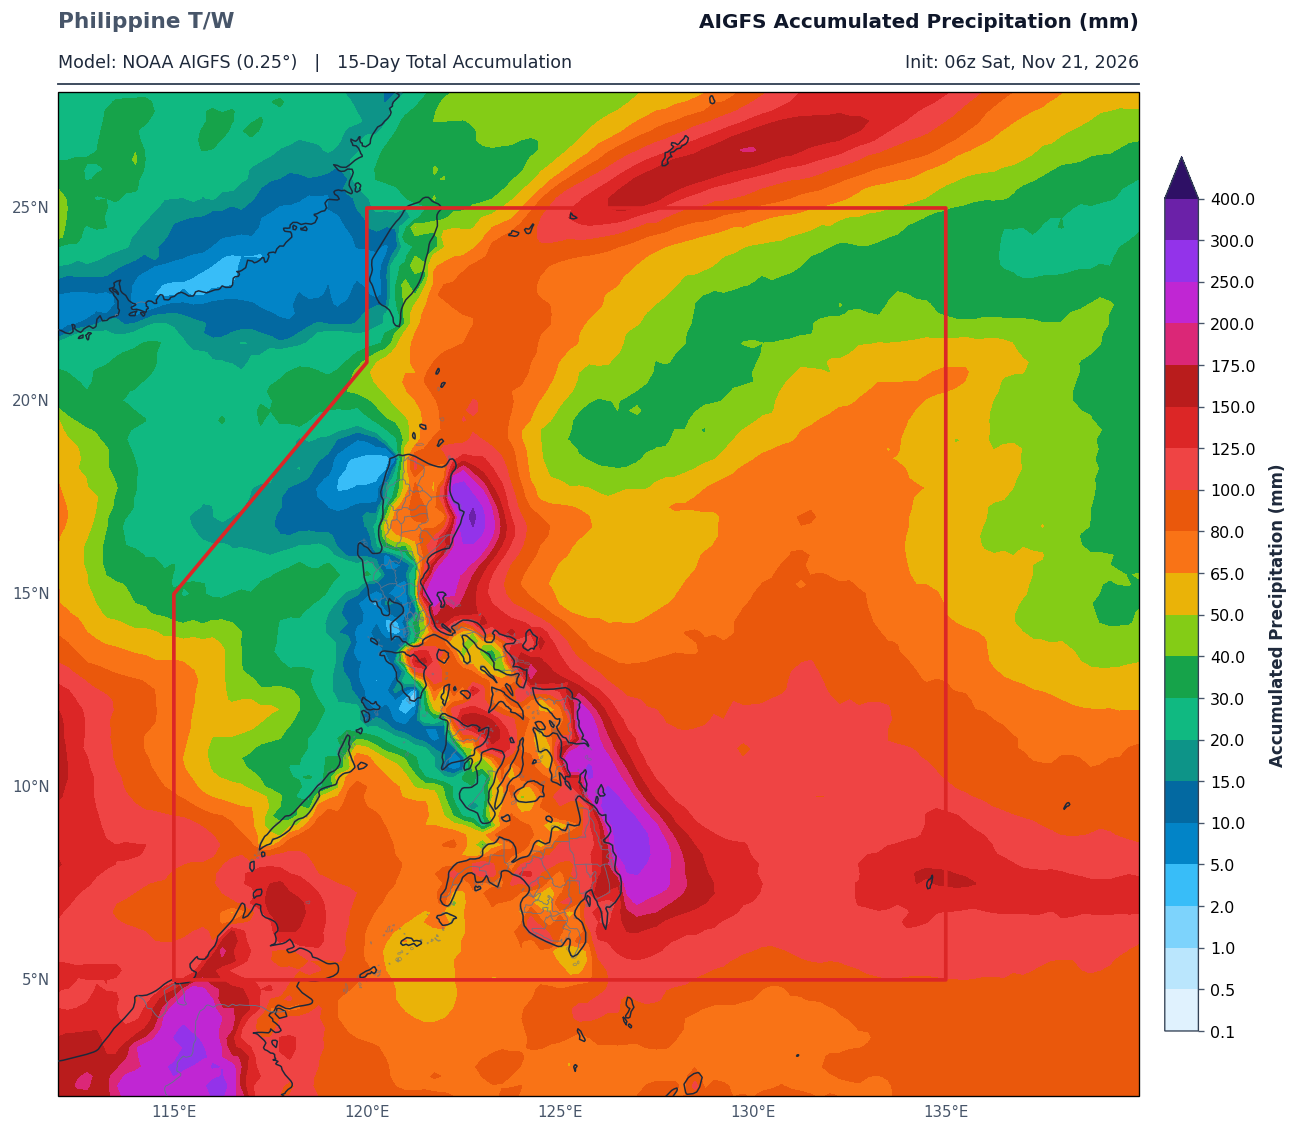 Philippine T/W
AIGFS Accumulated Precipitation (mm)
Model: NOAA AIGFS (0.25°) | 15-Day Total Accumulation
Init: 06z Sat, Nov 21, 2026
25°N
20°N
15°N
10°N
5°N
115°E
120°E
125°E
130°E
135°E
400.0
300.0
250.0
200.0
175.0
150.0
125.0
100.0
80.0
65.0
50.0
40.0
30.0
20.0
15.0
10.0
5.0
2.0
1.0
0.5
0.1
Accumulated Precipitation (mm)